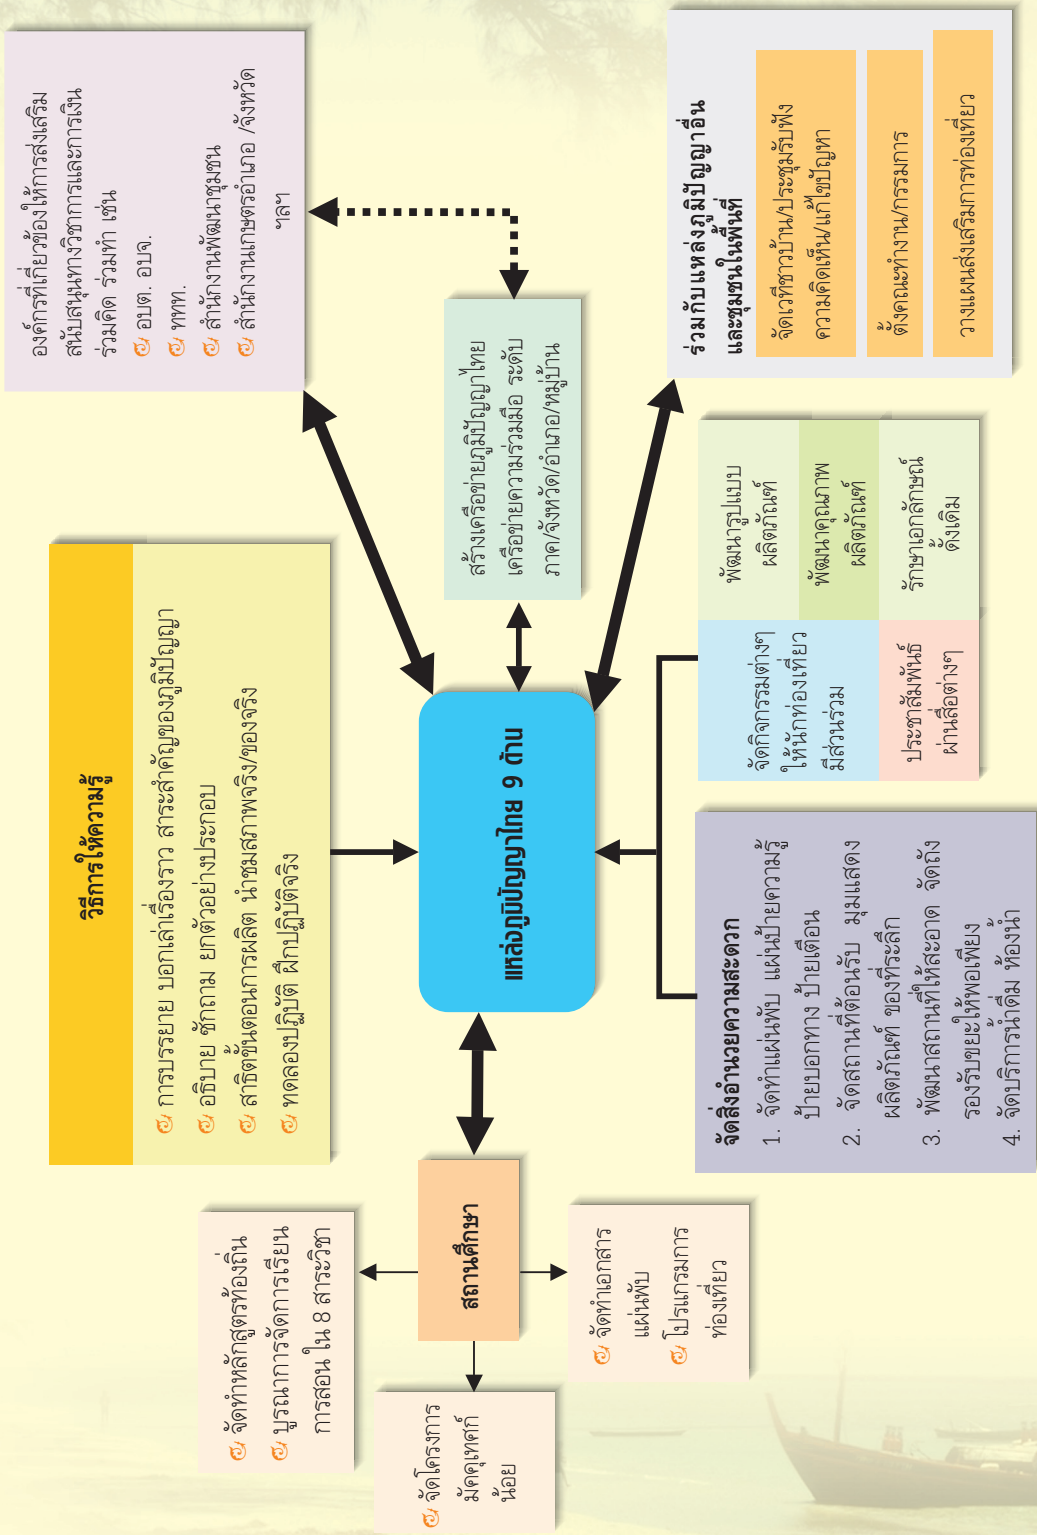 วิธีการให้ความรู้
การบรรยาย บอกเล่าเรื่องราว สาระสำคัญของภูมิปัญญา
อธิบาย ซักถาม ยกตัวอย่างประกอบ
สาธิตขั้นตอนการผลิต นำชมสภาพจริง/ของจริง
ทดลองปฏิบัติ ฝึกปฏิบัติจริง
องค์กรที่เกี่ยวข้องให้การส่งเสริม
สนับสนุนทางวิชาการและการเงิน
ร่วมคิด ร่วมทำ เช่น
อบต. อบจ.
ททท.
สำนักงานพัฒนาชุมชน
สำนักงานเกษตรอำเภอ /จังหวัด
ฯลฯ
จัดทำหลักสูตรท้องถิ่น
บูรณาการจัดการเรียน
การสอน ใน 8 สาระวิชา
จัดโครงการ
มัคคุเทศก์
น้อย
สถานศึกษา
จัดทำเอกสาร
แผ่นพับ
โปรแกรมการ
ท่องเที่ยว
แหล่งภูมิปัญญาไทย 9 ด้าน
สร้างเครือข่ายภูมิปัญญาไทย
เครือข่ายความร่วมมือ ระดับ
ภาค/จังหวัด/อำเภอ/หมู่บ้าน
จัดสิ่งอำนวยความสะดวก
1. จัดทำแผ่นพับ แผ่นป้ายความรู้
ป้ายบอกทาง ป้ายเตือน
2. จัดสถานที่ต้อนรับ มุมแสดง
ผลิตภัณฑ์ ของที่ระลึก
3. พัฒนาสถานที่ให้สะอาด จัดถัง
รองรับขยะให้พอเพียง
4. จัดบริการน้ำดื่ม ห้องน้ำ
จัดกิจกรรมต่างๆ
ให้นักท่องเที่ยว
มีส่วนร่วม
ประชาสัมพันธ์
ผ่านสื่อต่างๆ
พัฒนารูปแบบ
ผลิตภัณฑ์
พัฒนาคุณภาพ
ผลิตภัณฑ์
รักษาเอกลักษณ์
ดั้งเดิม
ร่วมกับแหล่งภูมิปัญญาอื่น
และชุมชนในพื้นที่
จัดเวทีชาวบ้าน/ประชุมรับฟัง
ความคิดเห็น/แก้ไขปัญหา
ตั้งคณะทำงาน/กรรมการ
วางแผนส่งเสริมการท่องเที่ยว